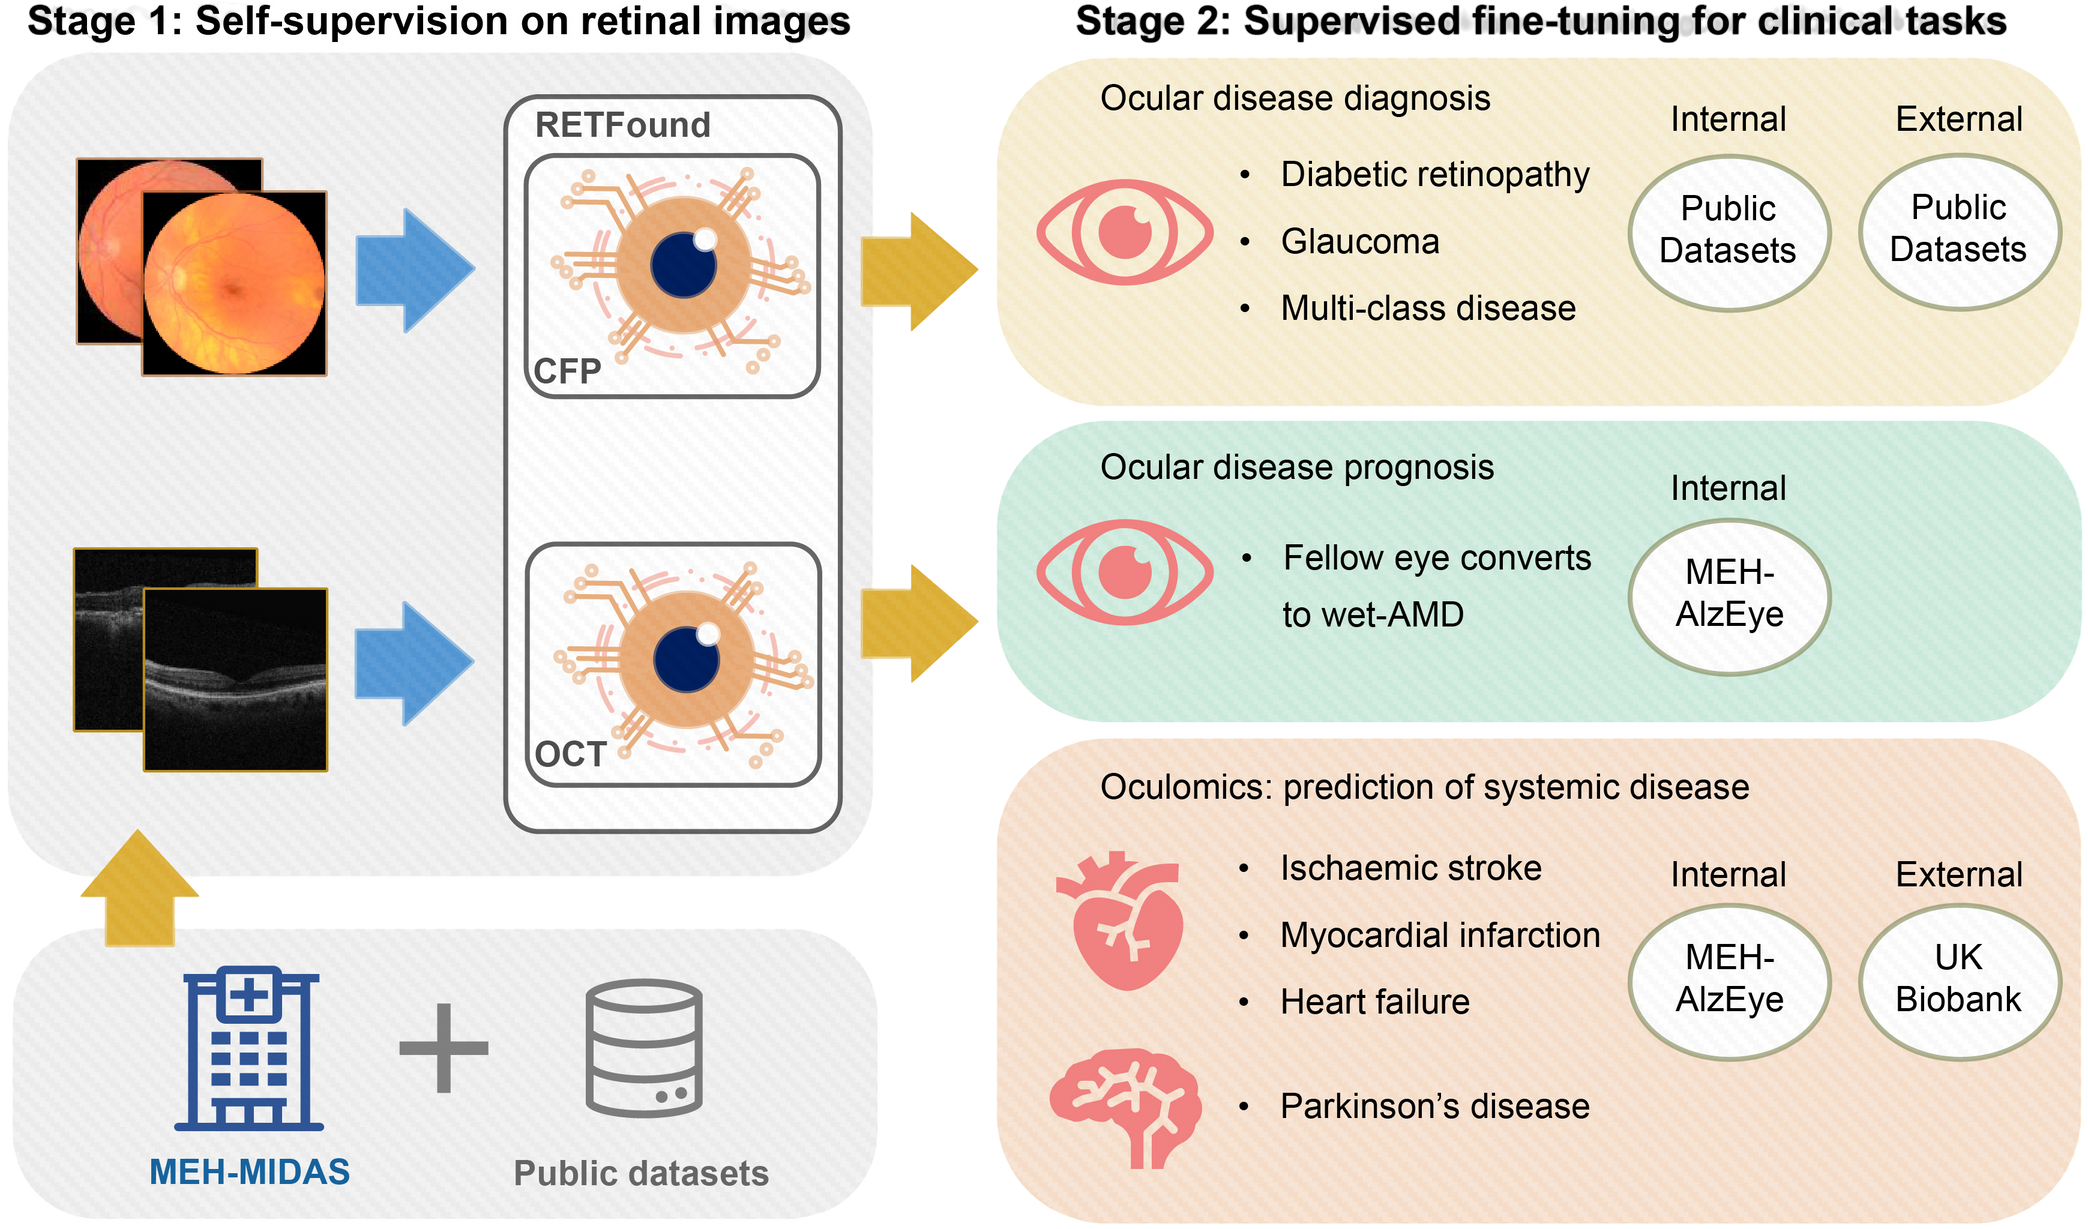 Stage 1: Self-supervision on retinal images
RETFound
CFP
OCT
MEH-MIDAS
Public datasets
Stage 2: Supervised fine-tuning for clinical tasks
Ocular disease diagnosis
• Diabetic retinopathy
• Glaucoma
• Multi-class disease
Internal
Public
Datasets
External
Public
Datasets
Ocular disease prognosis
• Fellow eye converts
to wet-AMD
Internal
MEH-
AlzEye
Oculomics: prediction of systemic disease
• Ischaemic stroke
• Myocardial infarction
• Heart failure
• Parkinson’s disease
Internal
MEH-
AlzEye
External
UK
Biobank